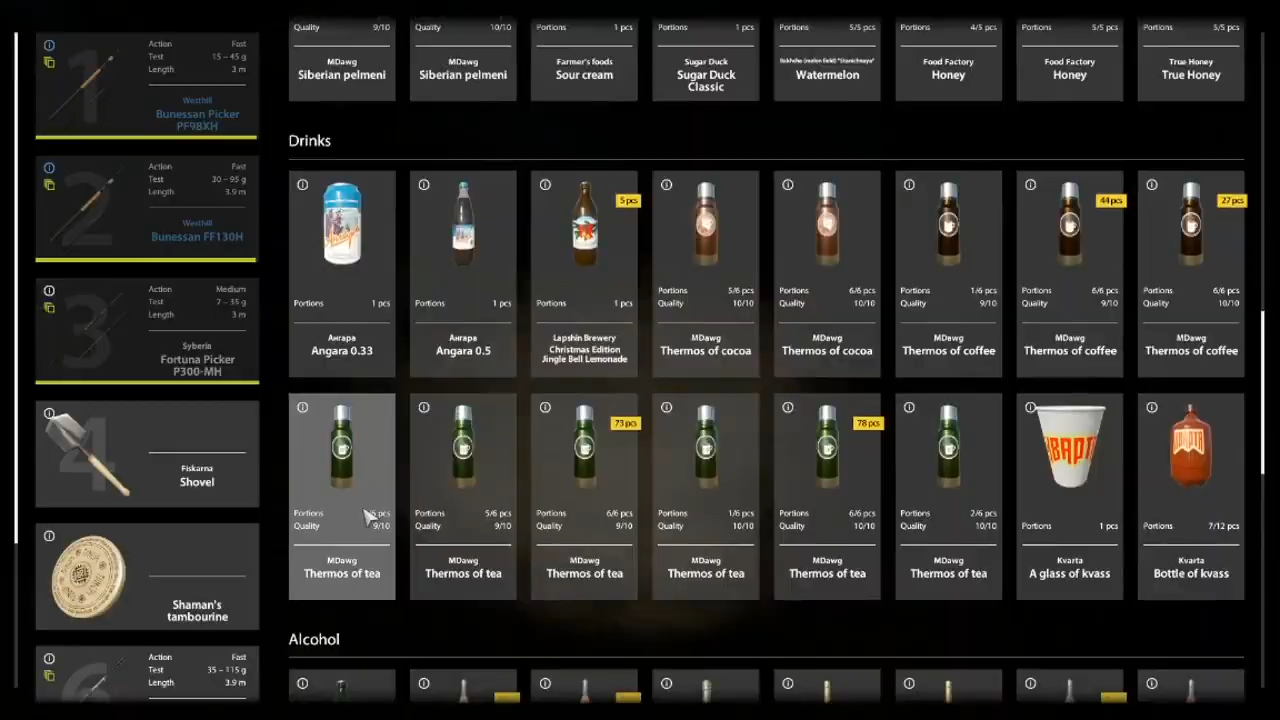 1
Action Fast
Test 15 – 45 g
Length 3 m
Westhill
Bunessan Picker
PF98XH
2
Action Fast
Test 30 – 95 g
Length 3.9 m
Westhill
Bunessan FF130H
3
Action Medium
Test 7 – 35 g
Length 3 m
Syberia
Fortuna Picker
P300-MH
4
Fiskarna
Shovel
Shaman's
tambourine
6
Action Fast
Test 35 – 115 g
Length 3.9 m
Quality 9/10
MDawg
Siberian pelmeni
Quality 10/10
MDawg
Siberian pelmeni
Portions 1 pcs
Farmer's foods
Sour cream
Portions 1 pcs
Sugar Duck
Sugar Duck
Classic
Portions 5/5 pcs
Bakhcha (melon field) "Stanichnaya"
Watermelon
Portions 4/5 pcs
Food Factory
Honey
Portions 5/5 pcs
Food Factory
Honey
Portions 5/5 pcs
True Honey
True Honey
Drinks
Portions 1 pcs
Ангара
Angara 0.33
Portions 1 pcs
Ангара
Angara 0.5
5 pcs
Portions 1 pcs
Lapshin Brewery
Christmas Edition
Jingle Bell Lemonade
Portions 5/6 pcs
Quality 10/10
MDawg
Thermos of cocoa
Portions 6/6 pcs
Quality 10/10
MDawg
Thermos of cocoa
Portions 1/6 pcs
Quality 9/10
MDawg
Thermos of coffee
44 pcs
Portions 6/6 pcs
Quality 9/10
MDawg
Thermos of coffee
27 pcs
Portions 6/6 pcs
Quality 10/10
MDawg
Thermos of coffee
Portions pcs
Quality 9/10
MDawg
Thermos of tea
Portions 5/6 pcs
Quality 9/10
MDawg
Thermos of tea
73 pcs
Portions 6/6 pcs
Quality 9/10
MDawg
Thermos of tea
Portions 1/6 pcs
Quality 10/10
MDawg
Thermos of tea
78 pcs
Portions 6/6 pcs
Quality 10/10
MDawg
Thermos of tea
Portions 2/6 pcs
Quality 10/10
MDawg
Thermos of tea
КВАРТА
Portions 1 pcs
Kvarta
A glass of kvass
КВАРТА
Portions 7/12 pcs
Kvarta
Bottle of kvass
Alcohol